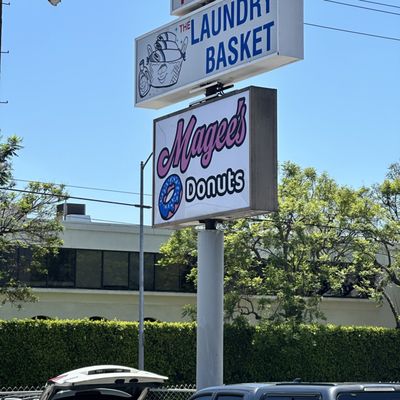 THE LAUNDRY
BASKET
Magee's
Donuts